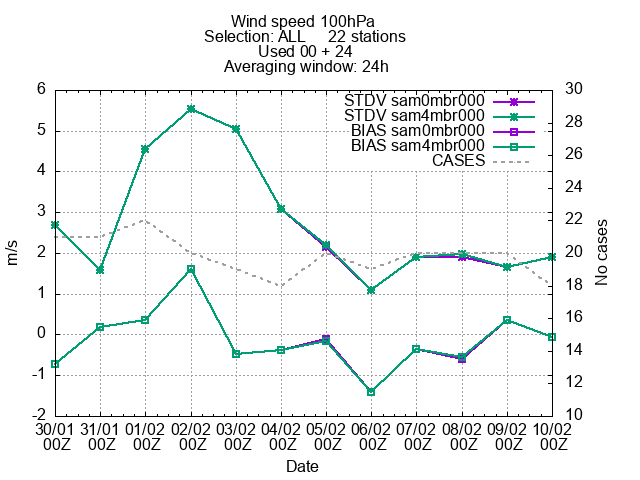 Wind speed 100hPa
Selection: ALL     22 stations
Used 00 + 24
Averaging window: 24h
STDV sam0mbr000
STDV sam4mbr000
BIAS sam0mbr000
BIAS sam4mbr000
CASES
6
5
4
3
2
1
0
-1
-2
m/s
30
28
26
24
22
20
18
16
14
12
10
No cases
30/01 31/01 01/02 02/02 03/02 04/02 05/02 06/02 07/02 08/02 09/02 10/02
00Z 00Z 00Z 00Z 00Z 00Z 00Z 00Z 00Z 00Z 00Z 00Z
Date